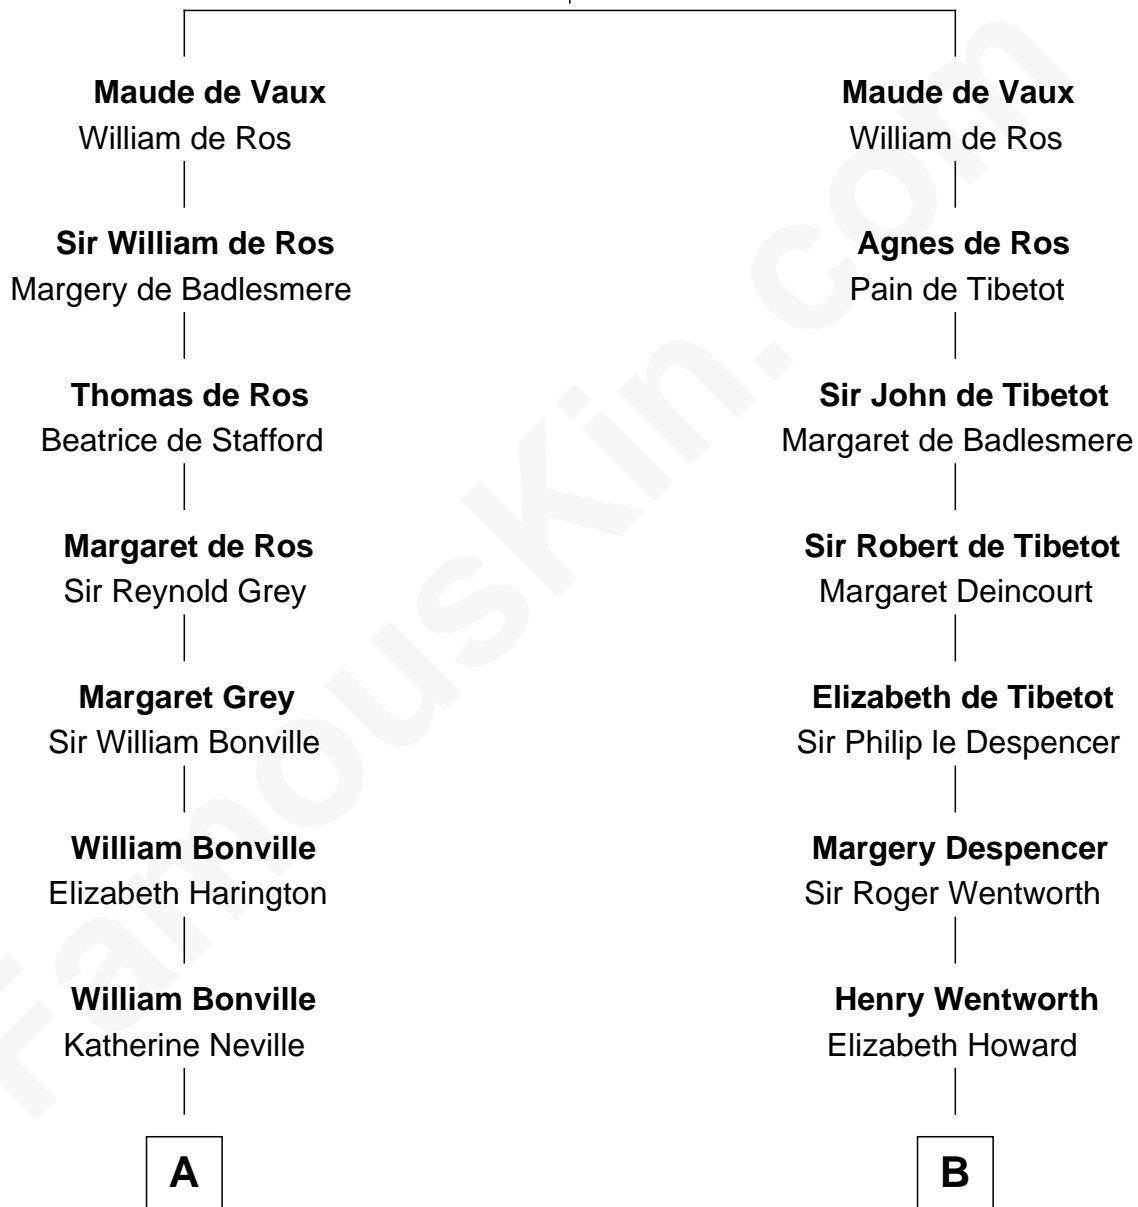 Maude de Vaux
William de Ros
Sir William de Ros
Margery de Badlesmere
Thomas de Ros
Beatrice de Stafford
Margaret de Ros
Sir Reynold Grey
Margaret Grey
Sir William Bonville
William Bonville
Elizabeth Harington
William Bonville
Katherine Neville
A
Maude de Vaux
William de Ros
Agnes de Ros
Pain de Tibetot
Sir John de Tibetot
Margaret de Badlesmere
Sir Robert de Tibetot
Margaret Deincourt
Elizabeth de Tibetot
Sir Philip le Despencer
Margery Despencer
Sir Roger Wentworth
Henry Wentworth
Elizabeth Howard
B
FamousKin.com